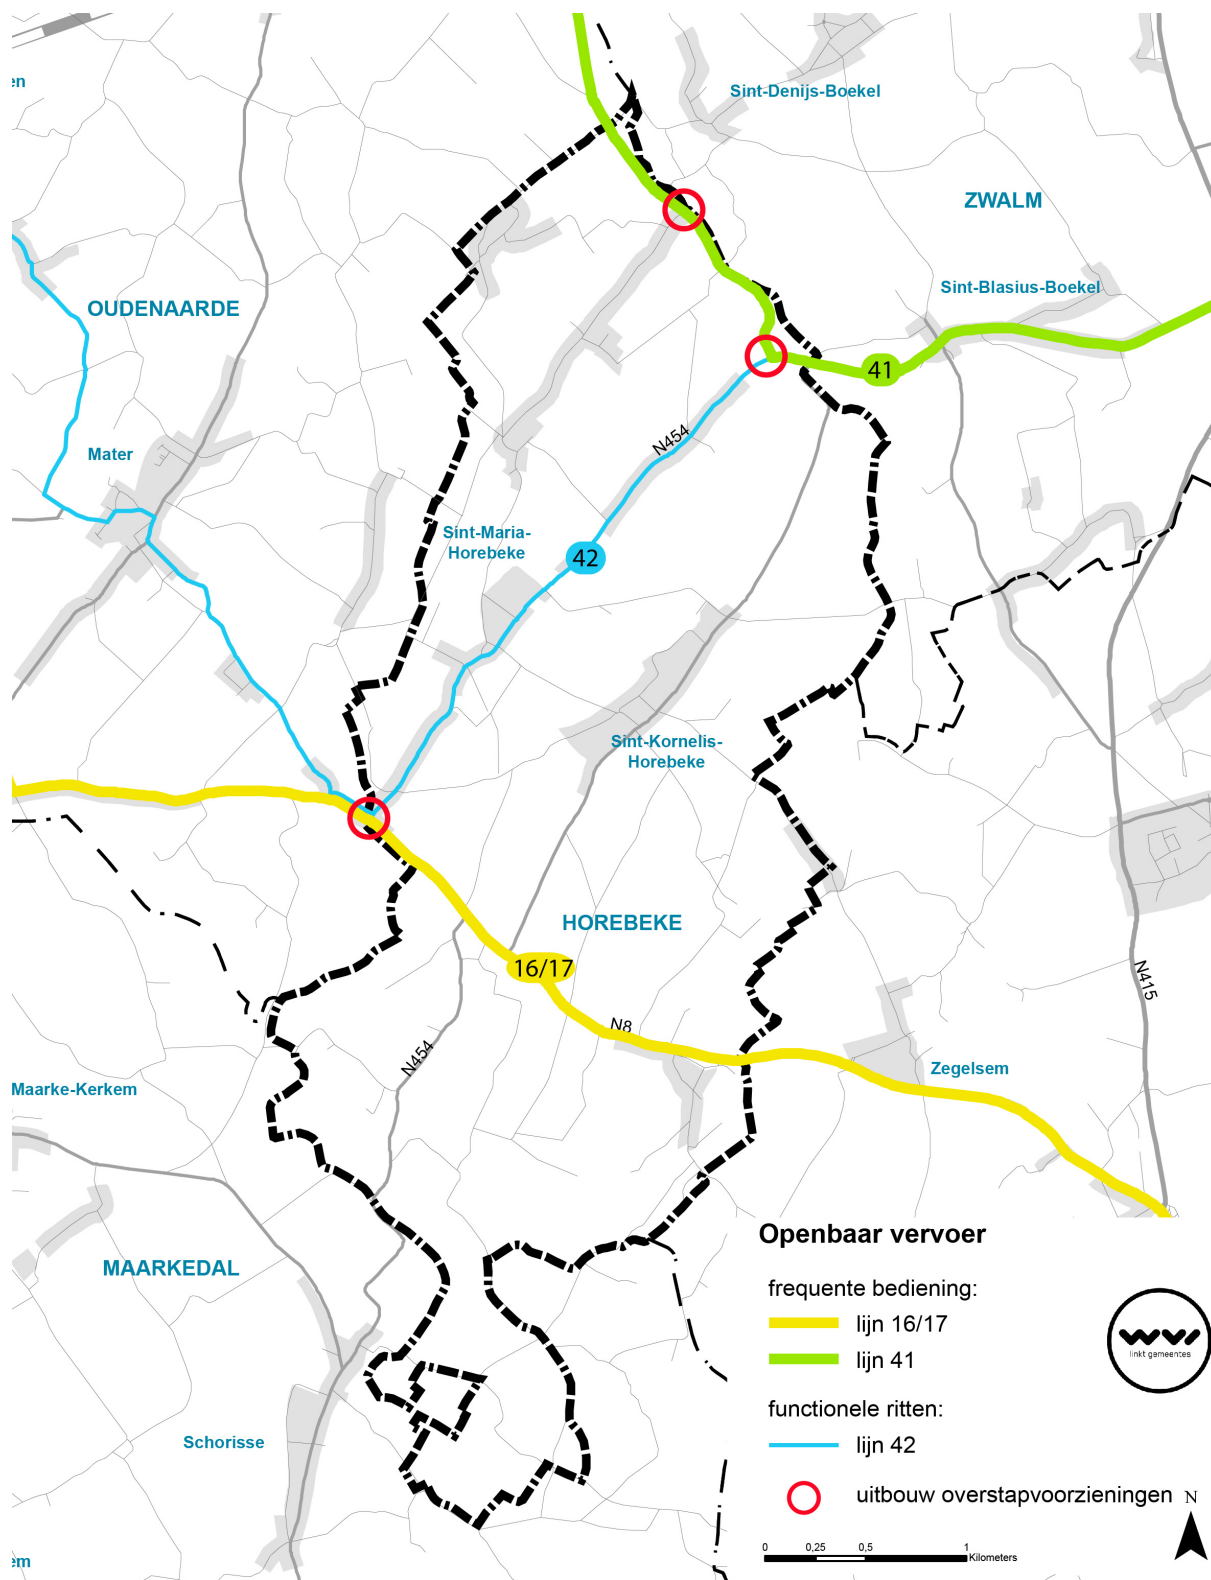 en
Sint-Denijs-Boekel
ZWALM
Sint-Blasius-Boekel
OUDENAARDE
41
N454
Mater
Sint-Maria-
Horebeke
42
Sint-Kornelis-
Horebeke
HOREBEKE
16/17
N8
N415
N454
Zegelsem
Maarke-Kerkem
MAARKEDAL
Schorisse
em
Openbaar vervoer
frequente bediening:
lijn 16/17
lijn 41
functionele ritten:
lijn 42
uitbouw overstapvoorzieningen
linkt gemeentes
N
0 0,25 0,5 1
Kilometers